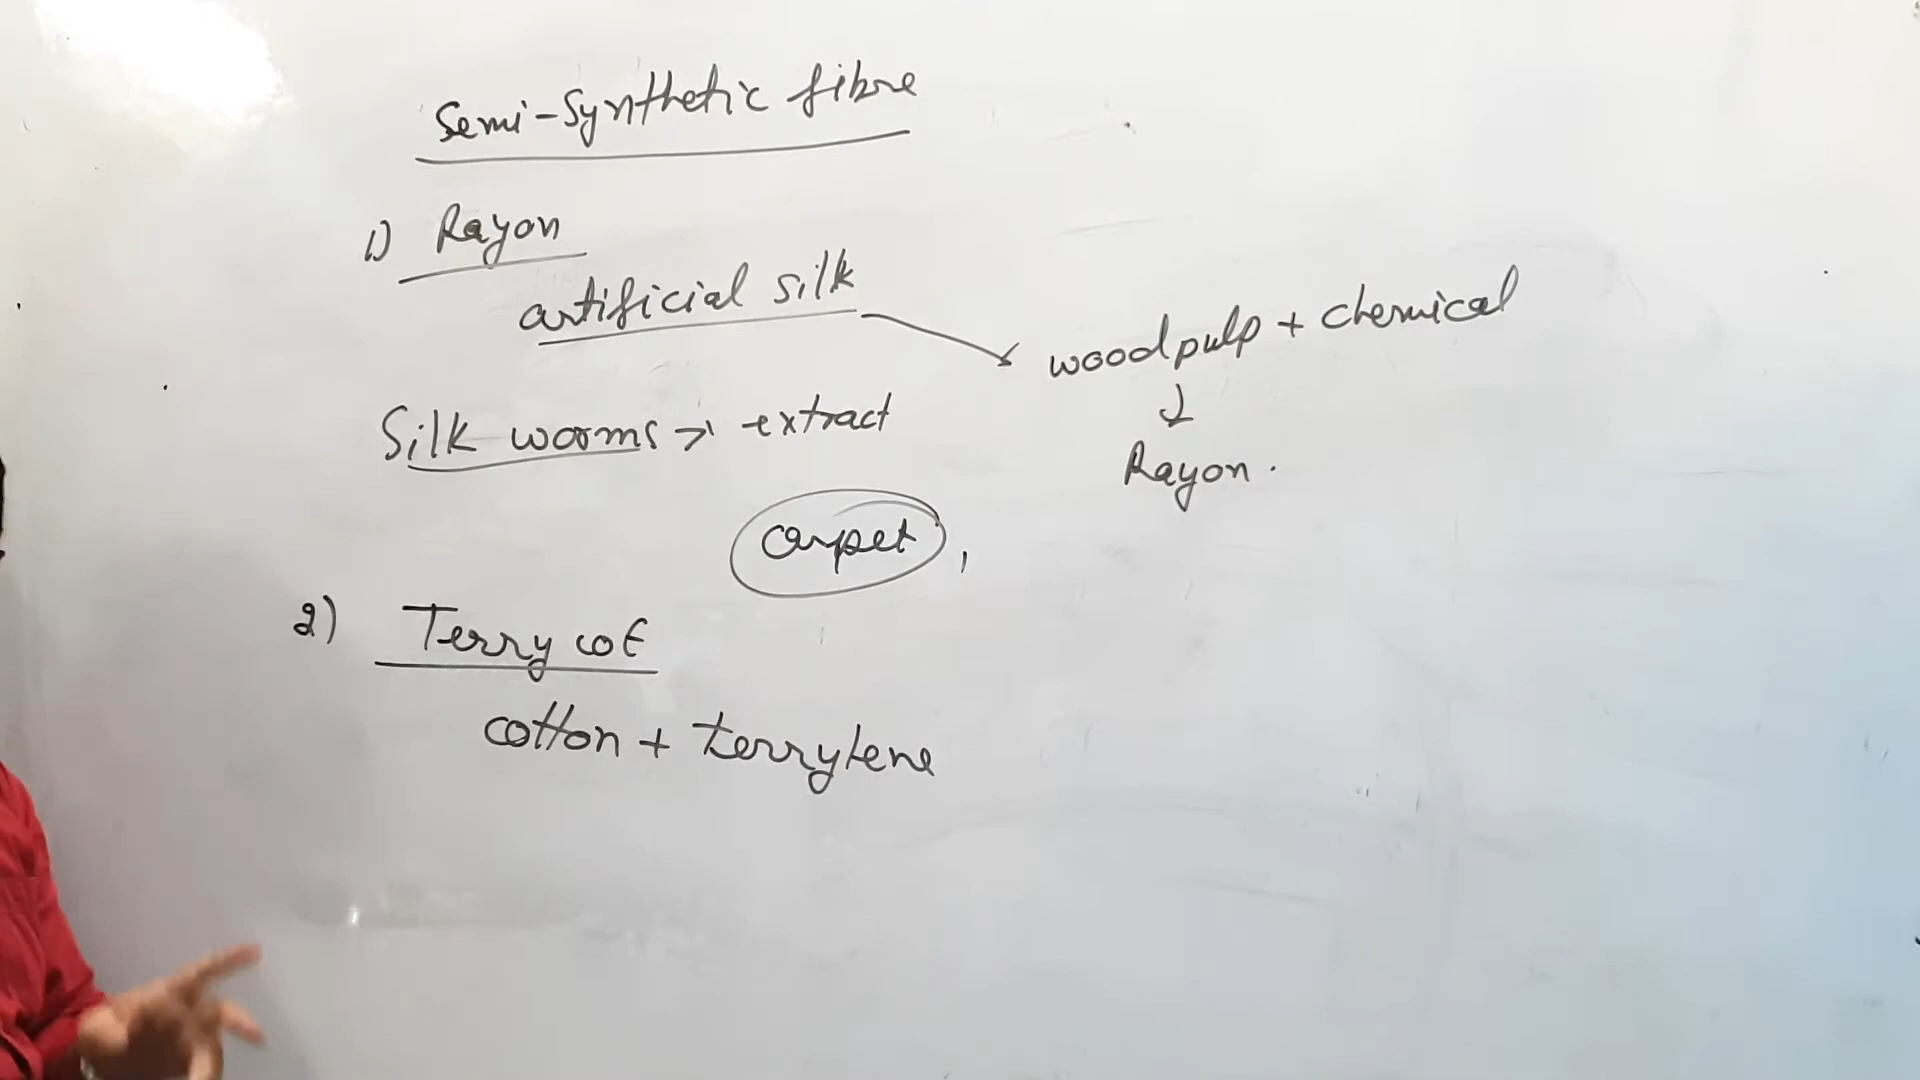 Semi-Synthetic fibre
1) Rayon
artificial silk
woodpulp + chemical
↓
Rayon.
Silk worms → extract
carpet,
2) Terry cot
cotton + terrylene